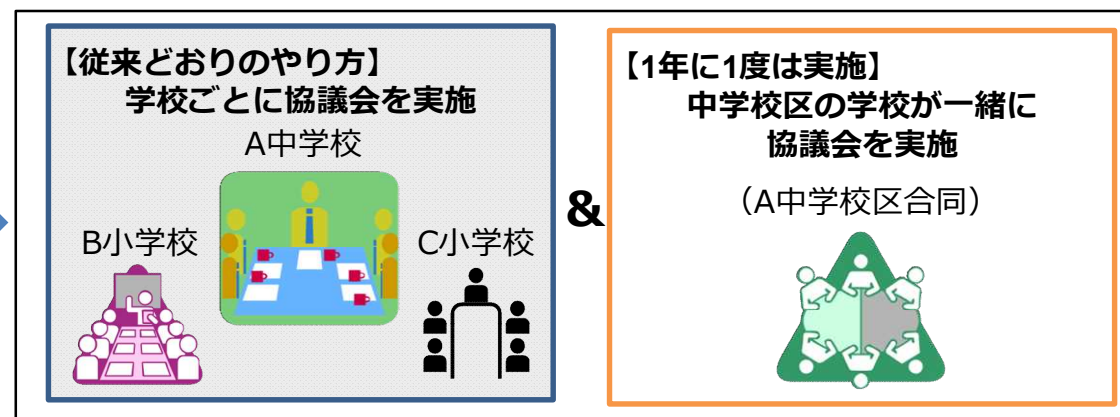 【従来どおりのやり方】
学校ごとに協議会を実施
A中学校
B小学校
C小学校
&
【1年に1度は実施】
中学校区の学校が一緒に
協議会を実施
（A中学校区合同）